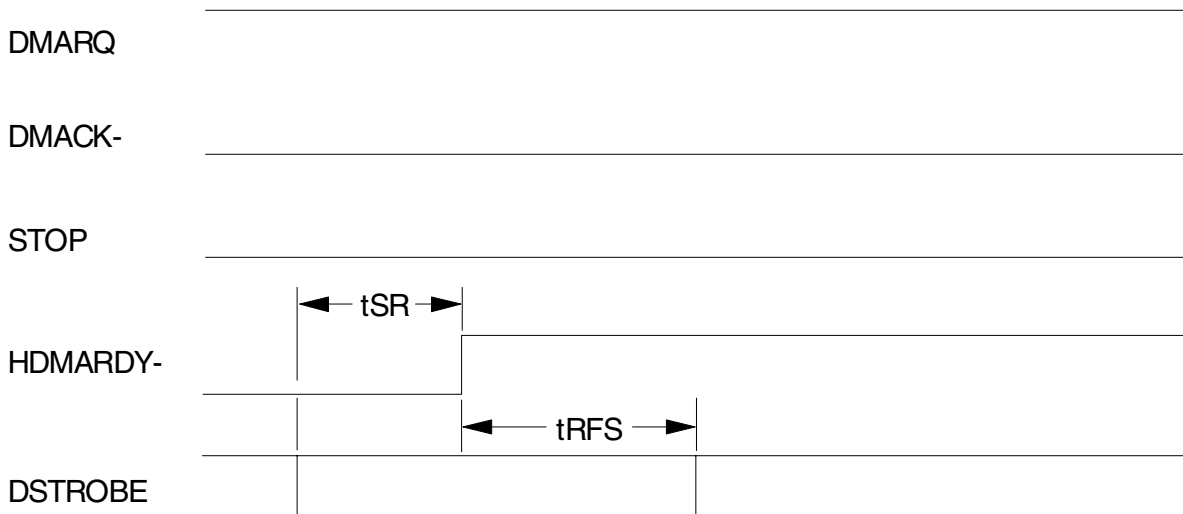 DMARQ
DMACK-
STOP
tSR
HDMARDY-
tRFS
DSTROBE